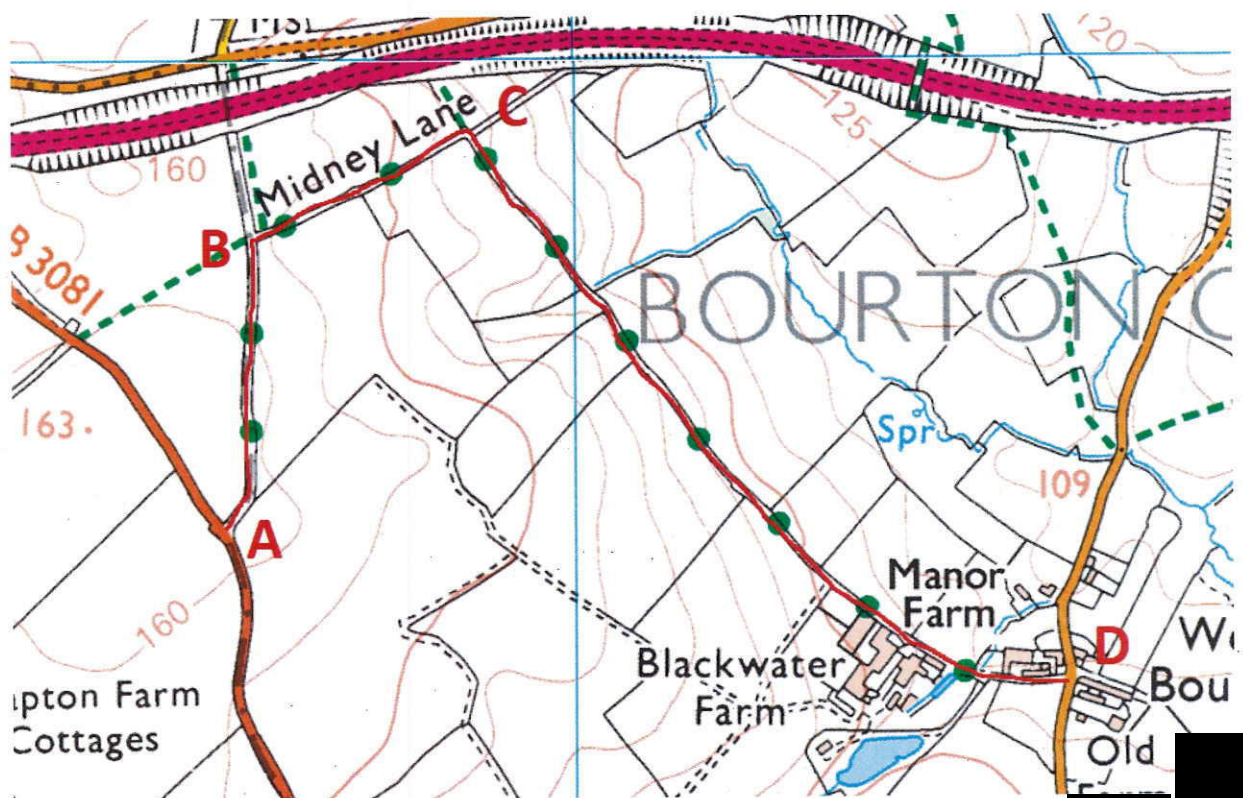 MS
120
C
125
160
Midney Lane
B
B 3081
BOURTON
163.
Spr
109
A
Manor
Farm
160
Blackwater
Farm
D
Bou
pton Farm
Cottages
Old